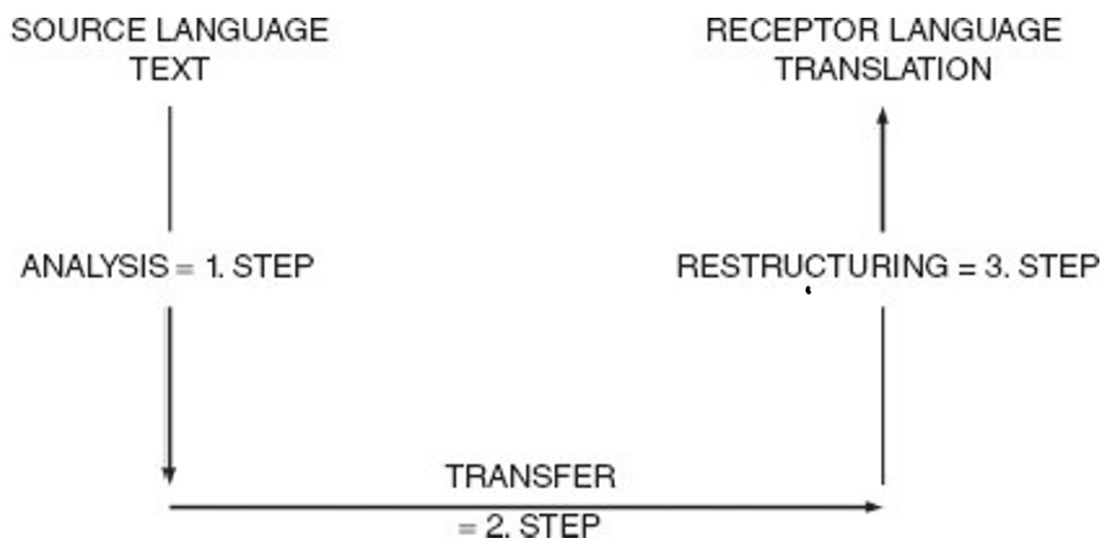 SOURCE LANGUAGE
TEXT
RECEPTOR LANGUAGE
TRANSLATION
ANALYSIS = 1. STEP
RESTRUCTURING = 3. STEP
TRANSFER
= 2. STEP